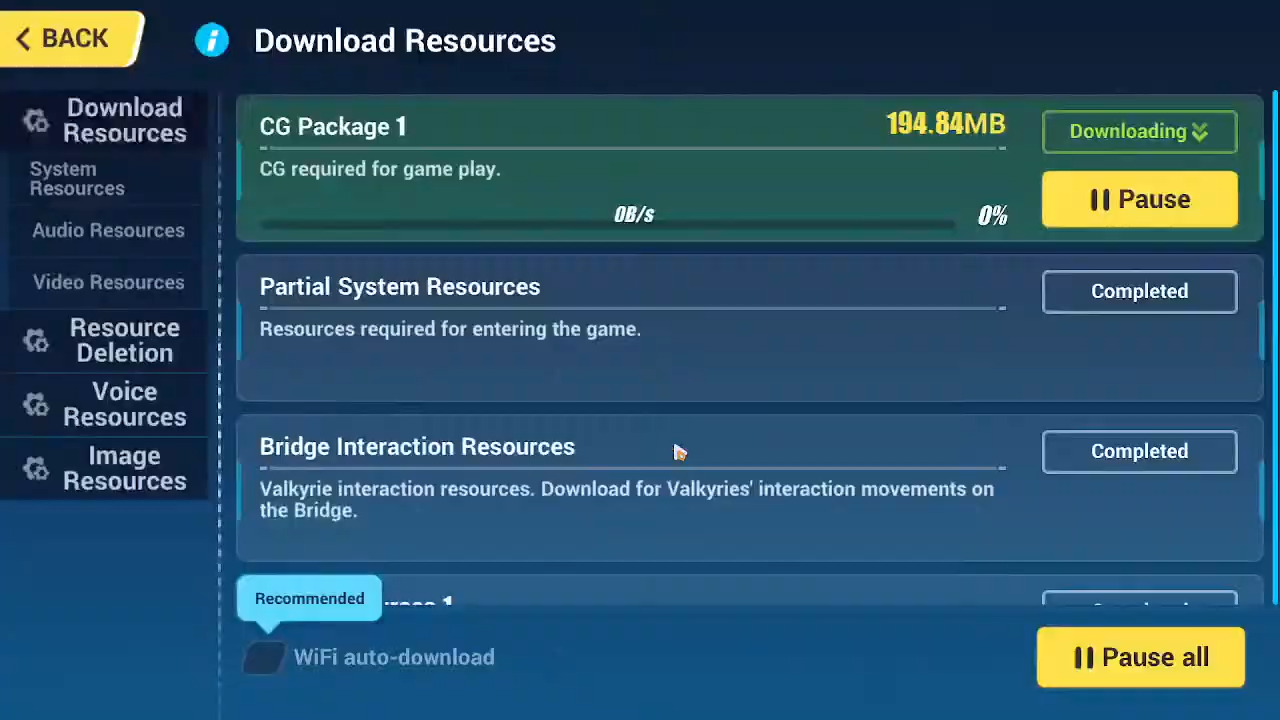 BACK
Download Resources
Download
Resources
System
Resources
Audio Resources
Video Resources
Resource
Deletion
Voice
Resources
Image
Resources
CG Package 1
194.84MB
Downloading
CG required for game play.
Pause
0B/s
0%
Partial System Resources
Completed
Resources required for entering the game.
Bridge Interaction Resources
Completed
Valkyrie interaction resources. Download for Valkyries' interaction movements on
the Bridge.
Recommended
1
WiFi auto-download
Pause all